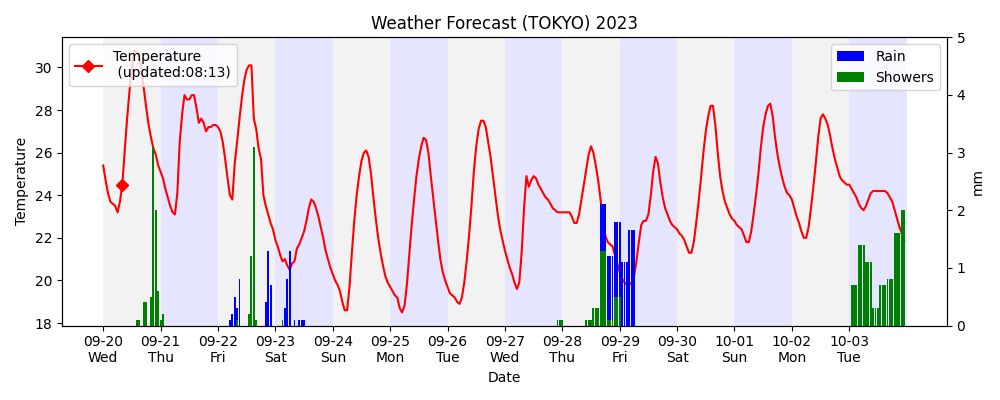 Weather Forecast (TOKYO) 2023
Temperature
(updated:08:13)
Rain
Showers
30
28
26
24
22
20
18
Temperature
5
4
3
2
1
0
mm
09-20 09-21 09-22 09-23 09-24 09-25 09-26 09-27 09-28 09-29 09-30 10-01 10-02 10-03
Wed Thu Fri Sat Sun Mon Tue Wed Thu Fri Sat Sun Mon Tue
Date